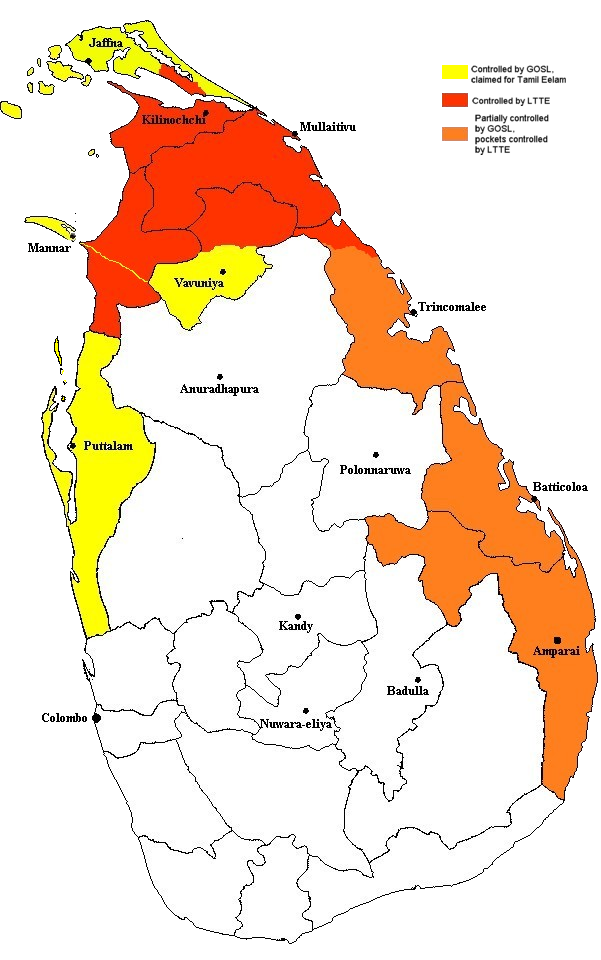 Jaffna
Controlled by GOSL,
claimed for Tamil Eelam
Controlled by LTTE
Kilinochchi
Partially controlled
by GOSL,
pockets controlled
by LTTE
Mullaitivu
Mannar
Vavuniya
Trincomalee
Anuradhapura
Puttalam
Polonnaruwa
Batticoloa
Kandy
Amparai
Badulla
Colombo
Nuwara-eliya